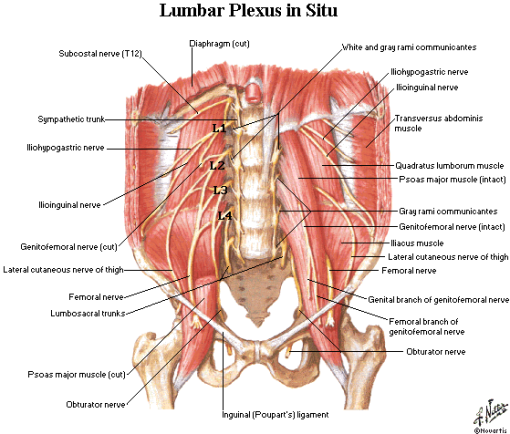 Lumbar Plexus in Situ
Diaphragm (cut)
Subcostal nerve (T12)
White and gray rami communicantes
Iliohypogastric nerve
Ilioinguinal nerve
Sympathetic trunk
Transversus abdominis
muscle
L1
Iliohypogastric nerve
L2
Quadratus lumborum muscle
Psoas major muscle (intact)
L3
Ilioinguinal nerve
L4
Gray rami communicantes
Genitofemoral nerve (intact)
Genitofemoral nerve (cut)
Iliacus muscle
Lateral cutaneous nerve of thigh
Lateral cutaneous nerve of thigh
Femoral nerve
Femoral nerve
Genital branch of genitofemoral nerve
Lumbosacral trunks
Femoral branch of
genitofemoral nerve
Obturator nerve
Psoas major muscle (cut)
Obturator nerve
Inguinal (Poupart's) ligament
©Novartis